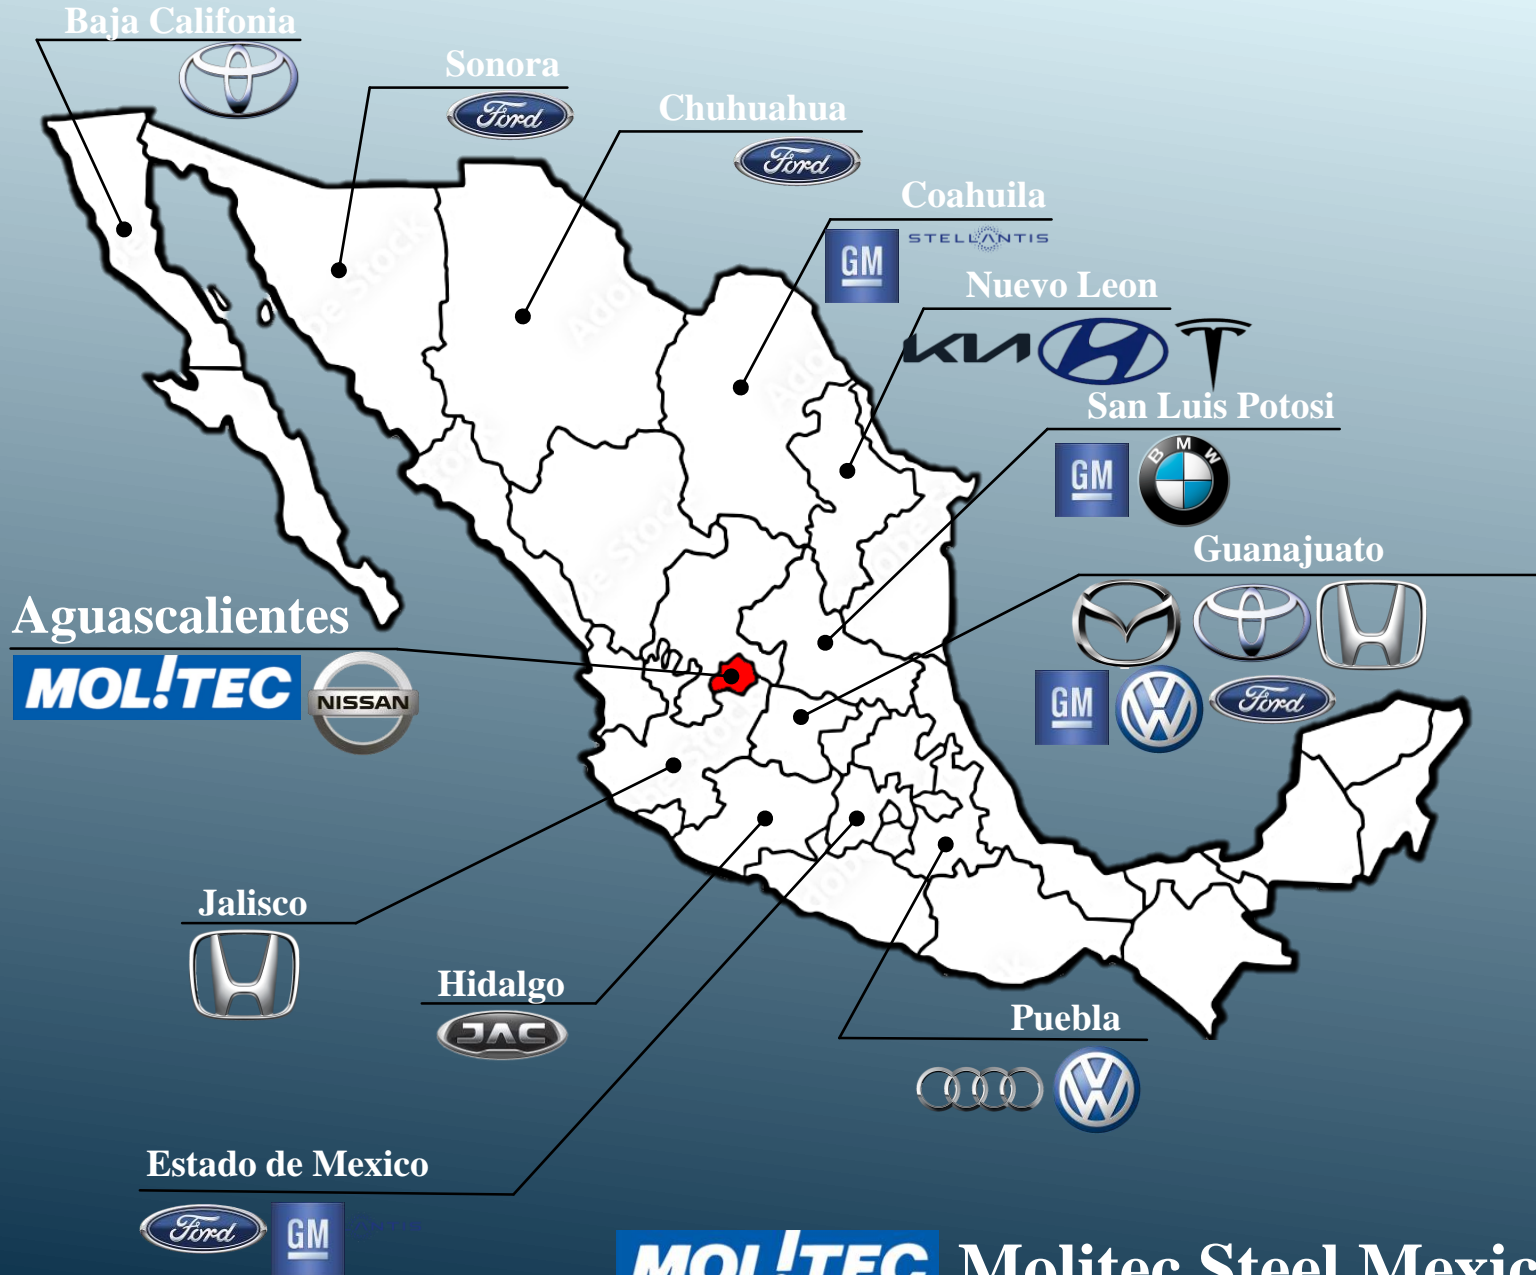 Baja Califonia
Sonora
Ford
Chuhuahua
Ford
Coahuila
GM
STELLANTIS
Nuevo Leon
KIA
San Luis Potosi
GM
BMW
Guanajuato
GM
Ford
Aguascalientes
MOL!TEC
NISSAN
Jalisco
Hidalgo
JAC
Puebla
Estado de Mexico
Ford
GM
MOL!TEC
Molitec Steel Mexic